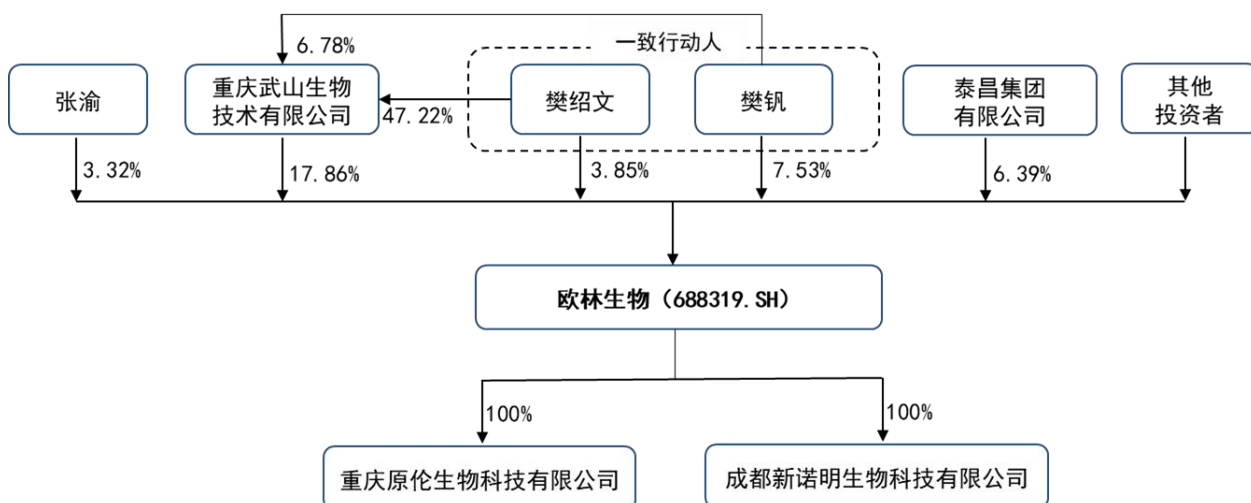 一致行动人
6.78%
张渝
重庆武山生物
技术有限公司
47.22%
樊绍文
樊钒
泰昌集团
有限公司
其他
投资者
3.32%
17.86%
3.85%
7.53%
6.39%
欧林生物（688319.SH）
100%
100%
重庆原伦生物科技有限公司
成都新诺明生物科技有限公司